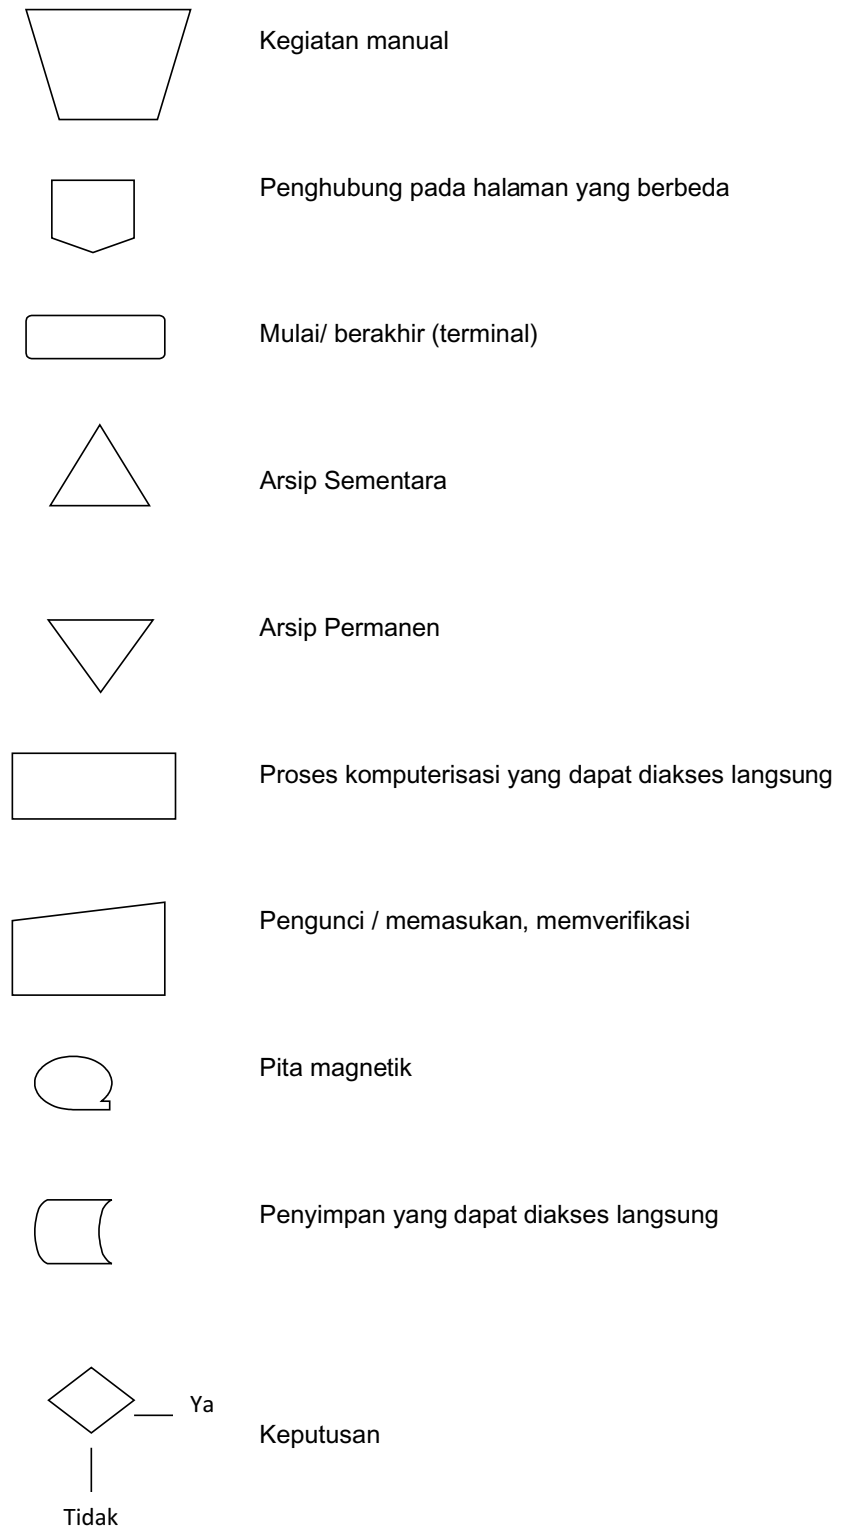 Kegiatan manual
Penghubung pada halaman yang berbeda
Mulai/ berakhir (terminal)
Arsip Sementara
Arsip Permanen
Proses komputerisasi yang dapat diakses langsung
Pengunci / memasukan, memverifikasi
Pita magnetik
Penyimpan yang dapat diakses langsung
Ya
Keputusan
Tidak